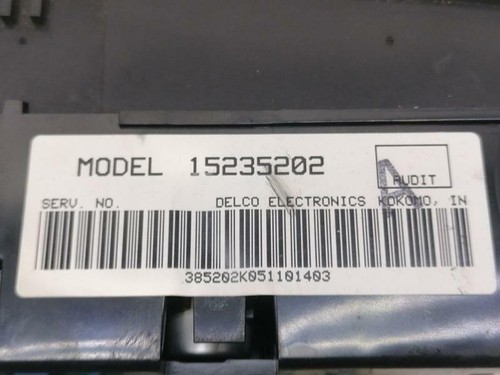 MODEL 15235202
A
AUDIT
SERV. NO. DELCO ELECTRONICS KOKOMO, IN
385202K051101403